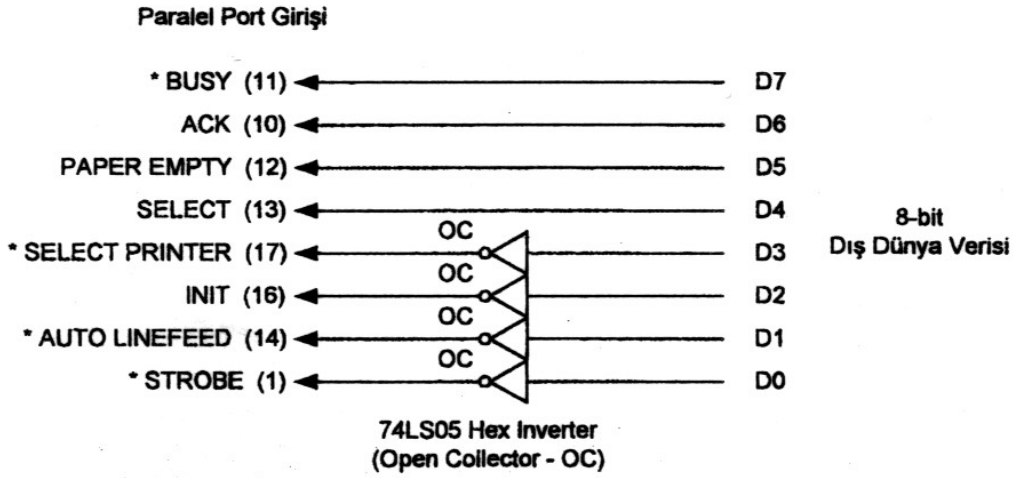 Paralel Port Girişi
* BUSY (11) D7
ACK (10) D6
PAPER EMPTY (12) D5
SELECT (13) D4
OC
* SELECT PRINTER (17) D3
OC
INIT (16) D2
OC
* AUTO LINEFEED (14) D1
OC
* STROBE (1) D0
8-bit
Dış Dünya Verisi
74LS05 Hex Inverter
(Open Collector - OC)